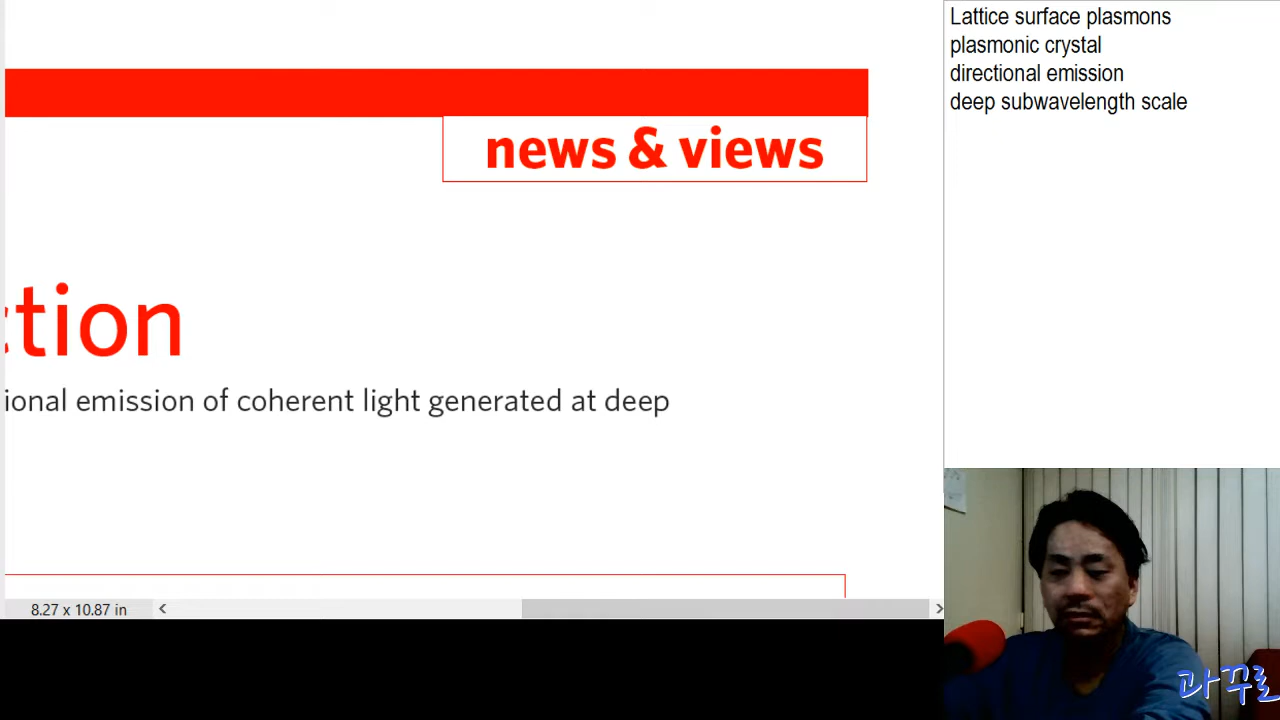 news & views
ction
ional emission of coherent light generated at deep
8.27 x 10.87 in
Lattice surface plasmons
plasmonic crystal
directional emission
deep subwavelength scale
과꾸로